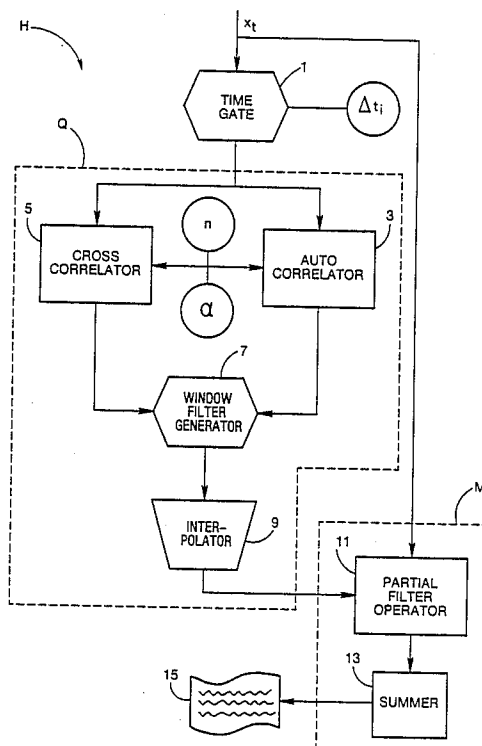 H
xt
1
TIME
GATE
Δti
Q
5
CROSS
CORRELATOR
n
α
3
AUTO
CORRELATOR
7
WINDOW
FILTER
GENERATOR
INTER-
POLATOR
9
M
11
PARTIAL
FILTER
OPERATOR
15
13
SUMMER